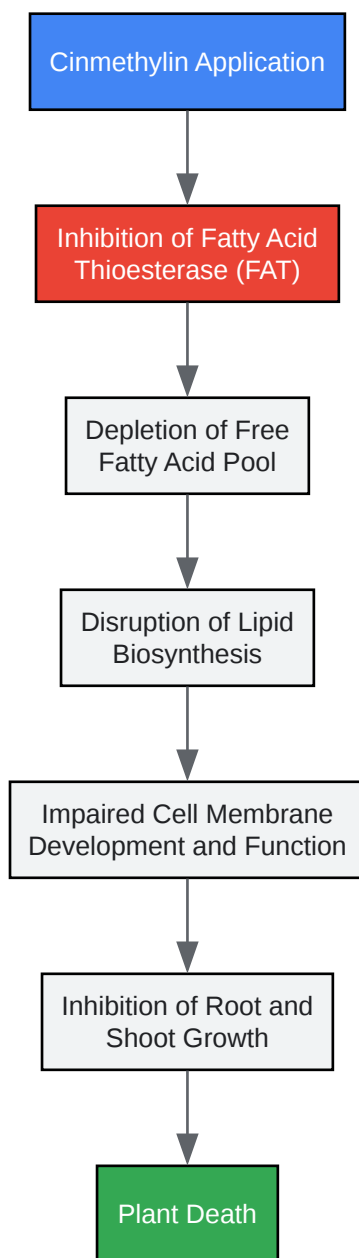 Cinmethylin Application
Inhibition of Fatty Acid
Thioesterase (FAT)
Depletion of Free
Fatty Acid Pool
Disruption of Lipid
Biosynthesis
Impaired Cell Membrane
Development and Function
Inhibition of Root and
Shoot Growth
Plant Death